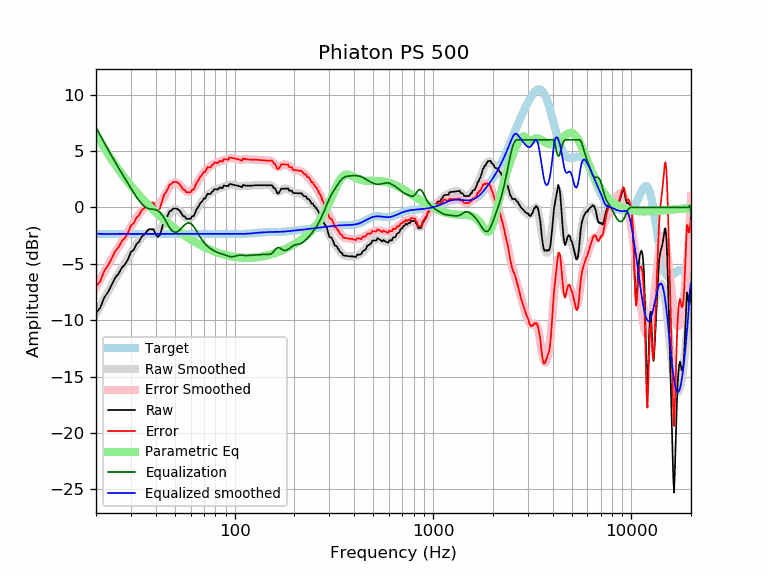 Phiaton PS 500
Amplitude (dBr)
10
5
0
−5
−10
−15
−20
−25
Target
Raw Smoothed
Error Smoothed
Raw
Error
Parametric Eq
Equalization
Equalized smoothed
100
1000
10000
Frequency (Hz)